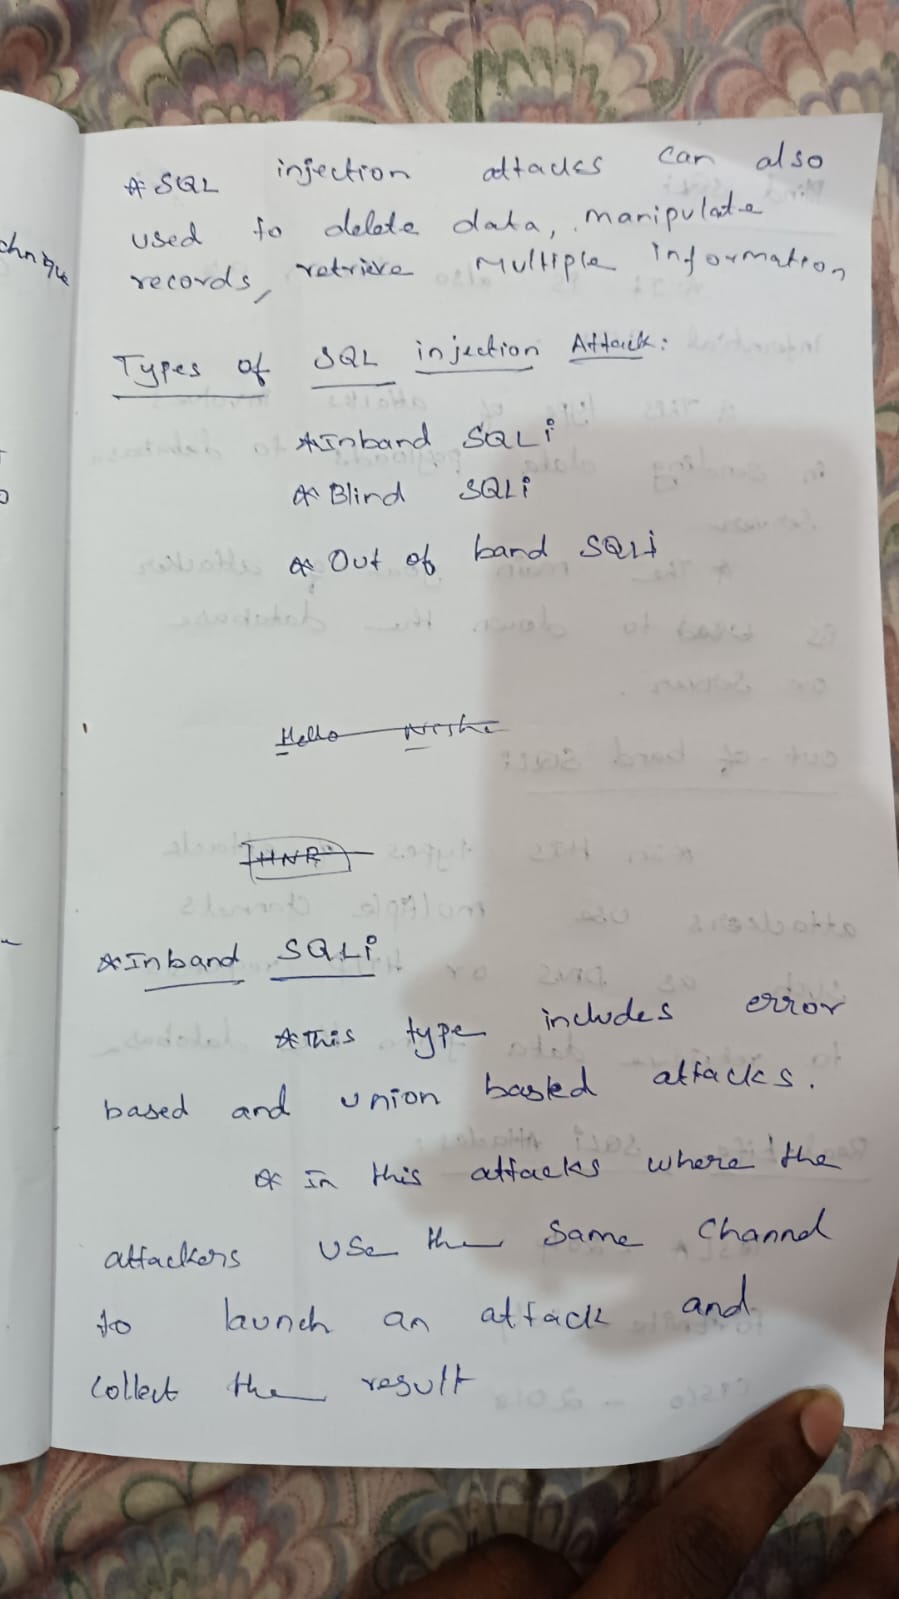 chnique
* SQL injection attacks can also
used to delete data, manipulate
records, retrieve multiple information
Types of SQL injection Attack:
* Inband SQLi
* Blind SQLi
* Out of band SQLi
Hello
HNR
* Inband SQLi
* This type includes error
based and union basked attacks.
* In this attacks where the
attackers use the same channel
to launch an attack and
collect the result